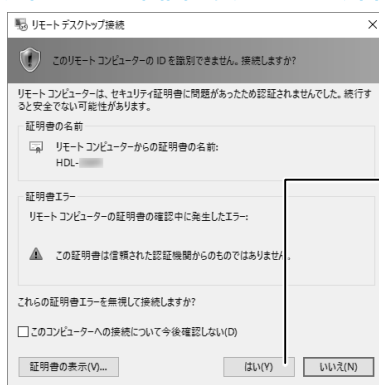 リモート デスクトップ接続
このリモート コンピューターの ID を識別できません。接続しますか?
リモート コンピューターは、セキュリティ証明書に問題があったため認証されませんでした。続行す
ると安全でない可能性があります。
証明書の名前
リモート コンピューターからの証明書の名前:
HDL-
証明書エラー
リモート コンピューターの証明書の確認中に発生したエラー:
この証明書は信頼された認証機関からのものではありません。
これらの証明書エラーを無視して接続しますか?
このコンピューターへの接続について今後確認しない(D)
証明書の表示(V)...
はい(Y)
いいえ(N)